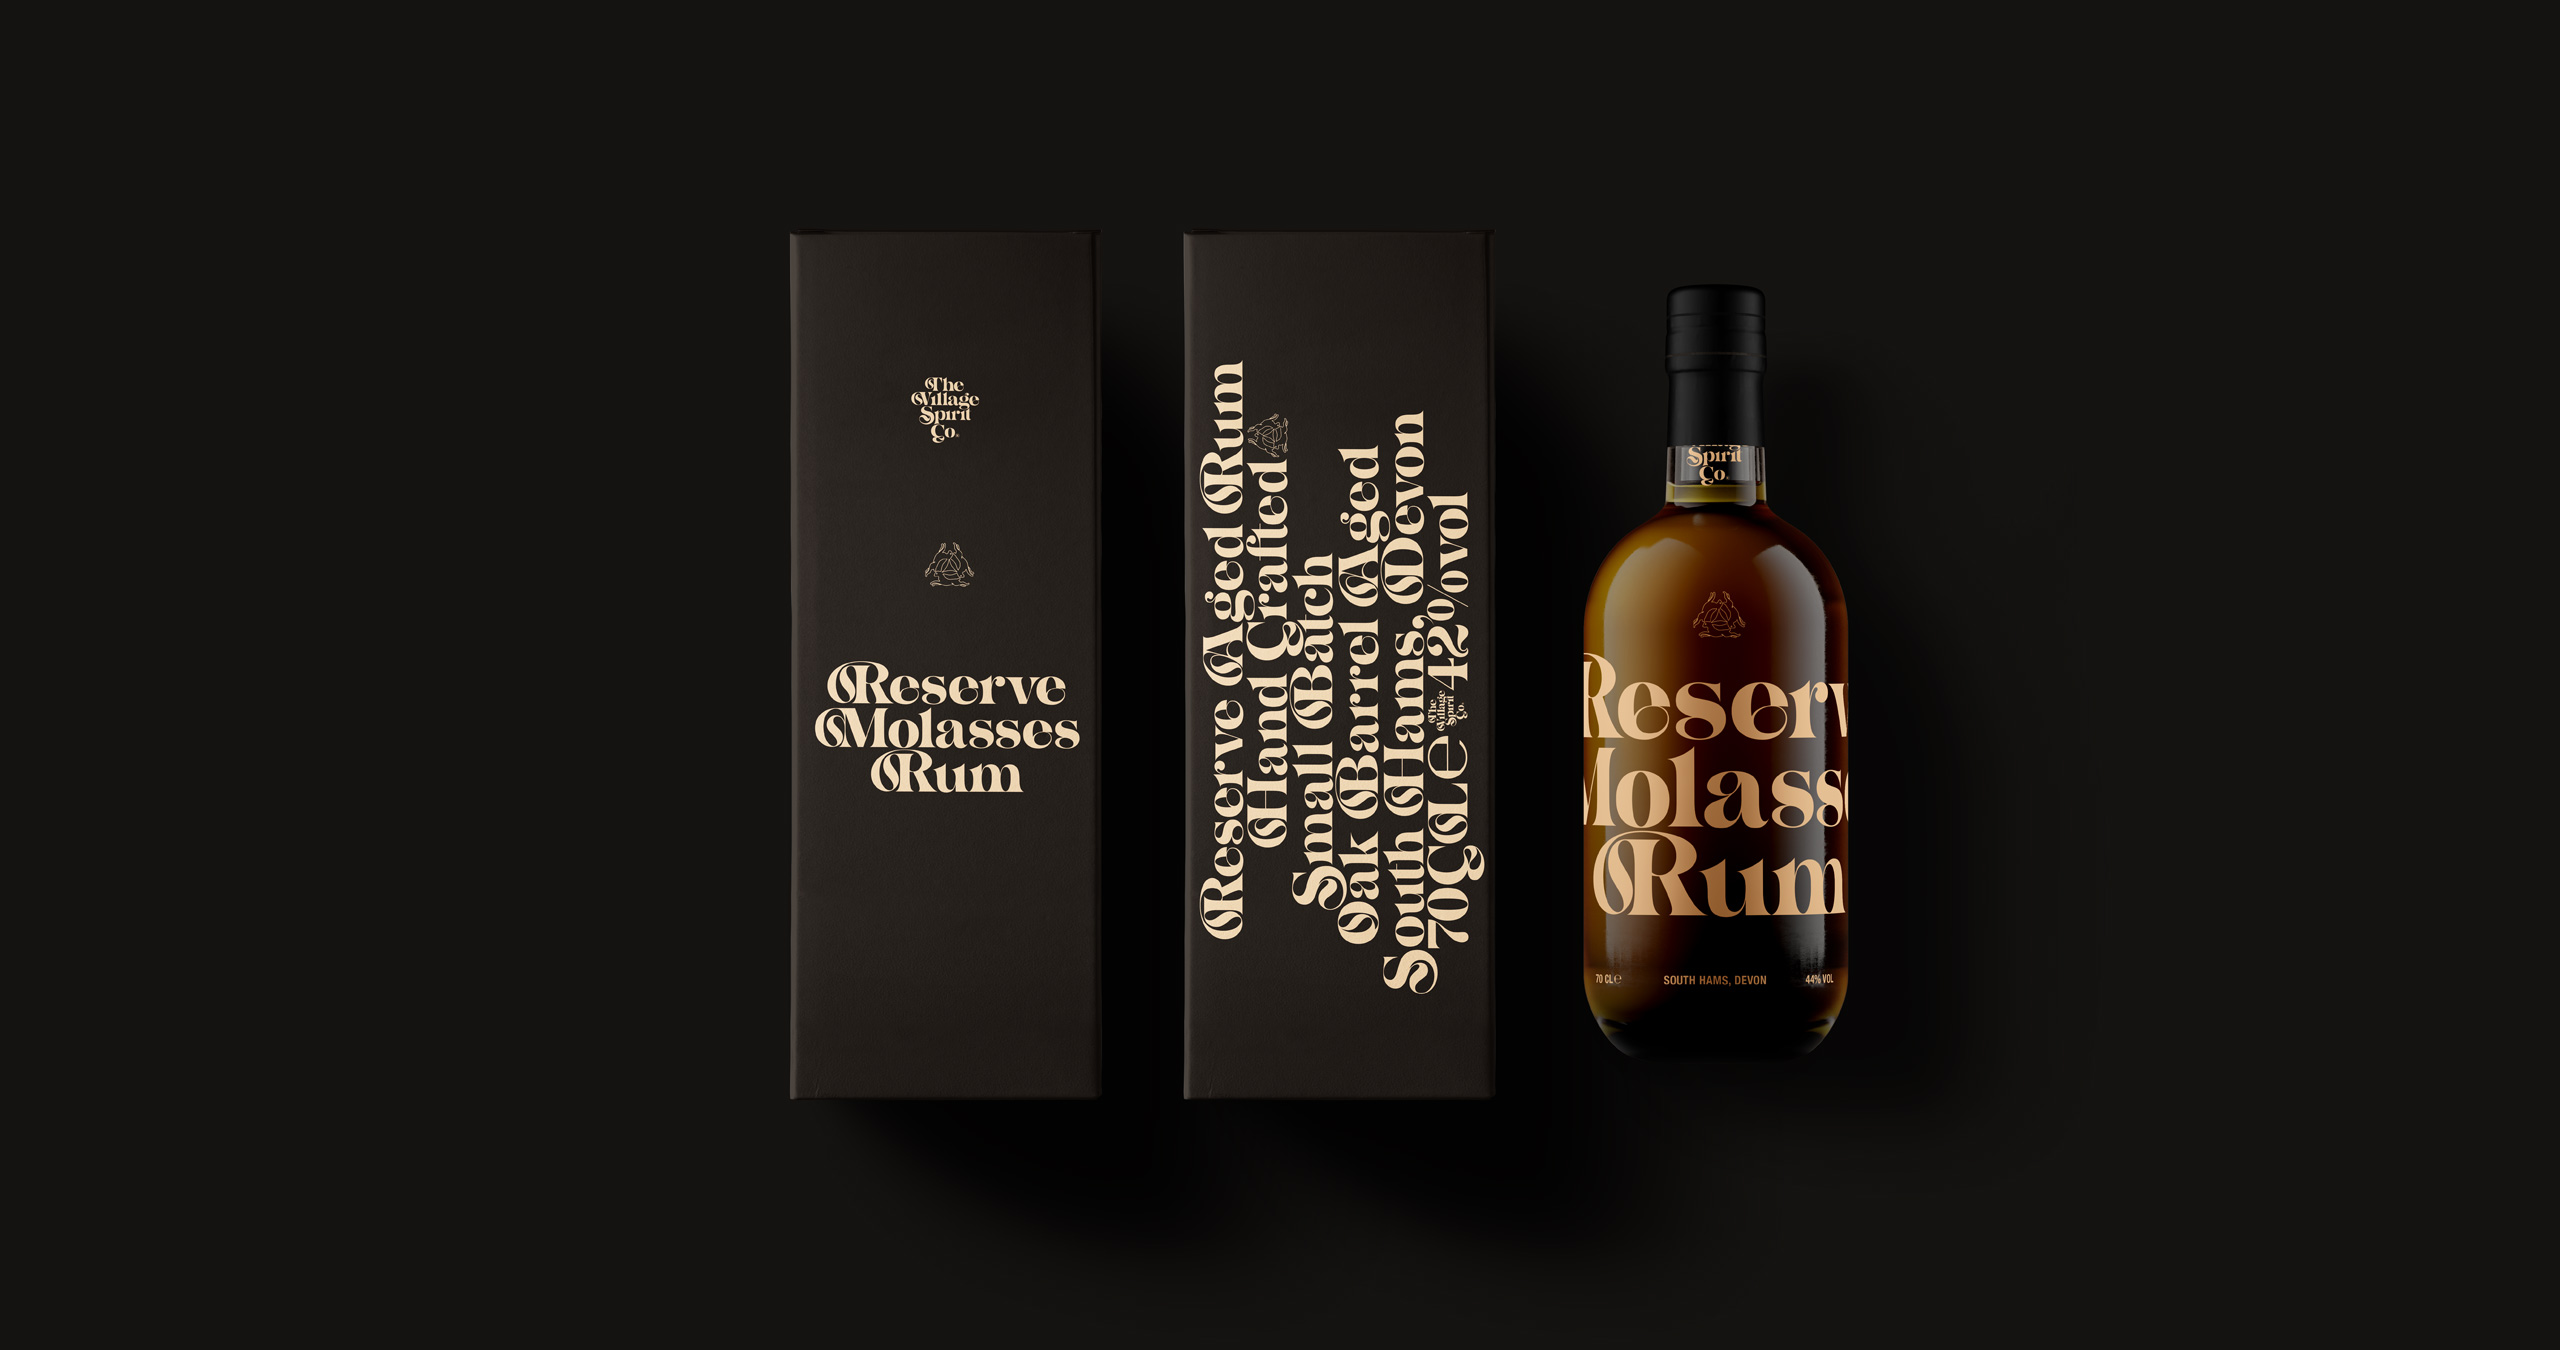 The
Village
Spirit
Co.
Reserve
Molasses
Rum
Reserve Aged Rum
Hand Crafted
Small Batch
Oak Barrel Aged
South Hams, Devon
70CLe The Village Spirit Co. 42%vol
Spirit
Co.
Reserv
Molasse
Rum
70 CL℮ SOUTH HAMS, DEVON 44% VOL